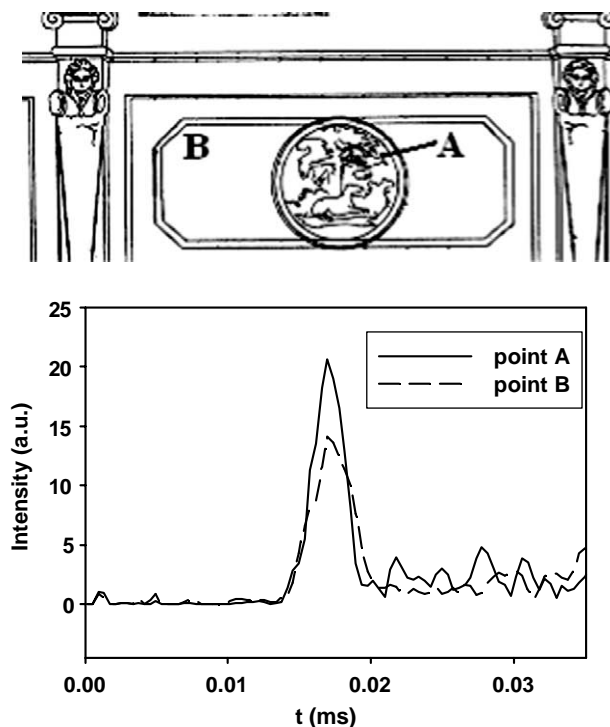 B
A
25
20
15
10
5
0
Intensity (a.u.)
point A
point B
0.00
0.01
0.02
0.03
t (ms)